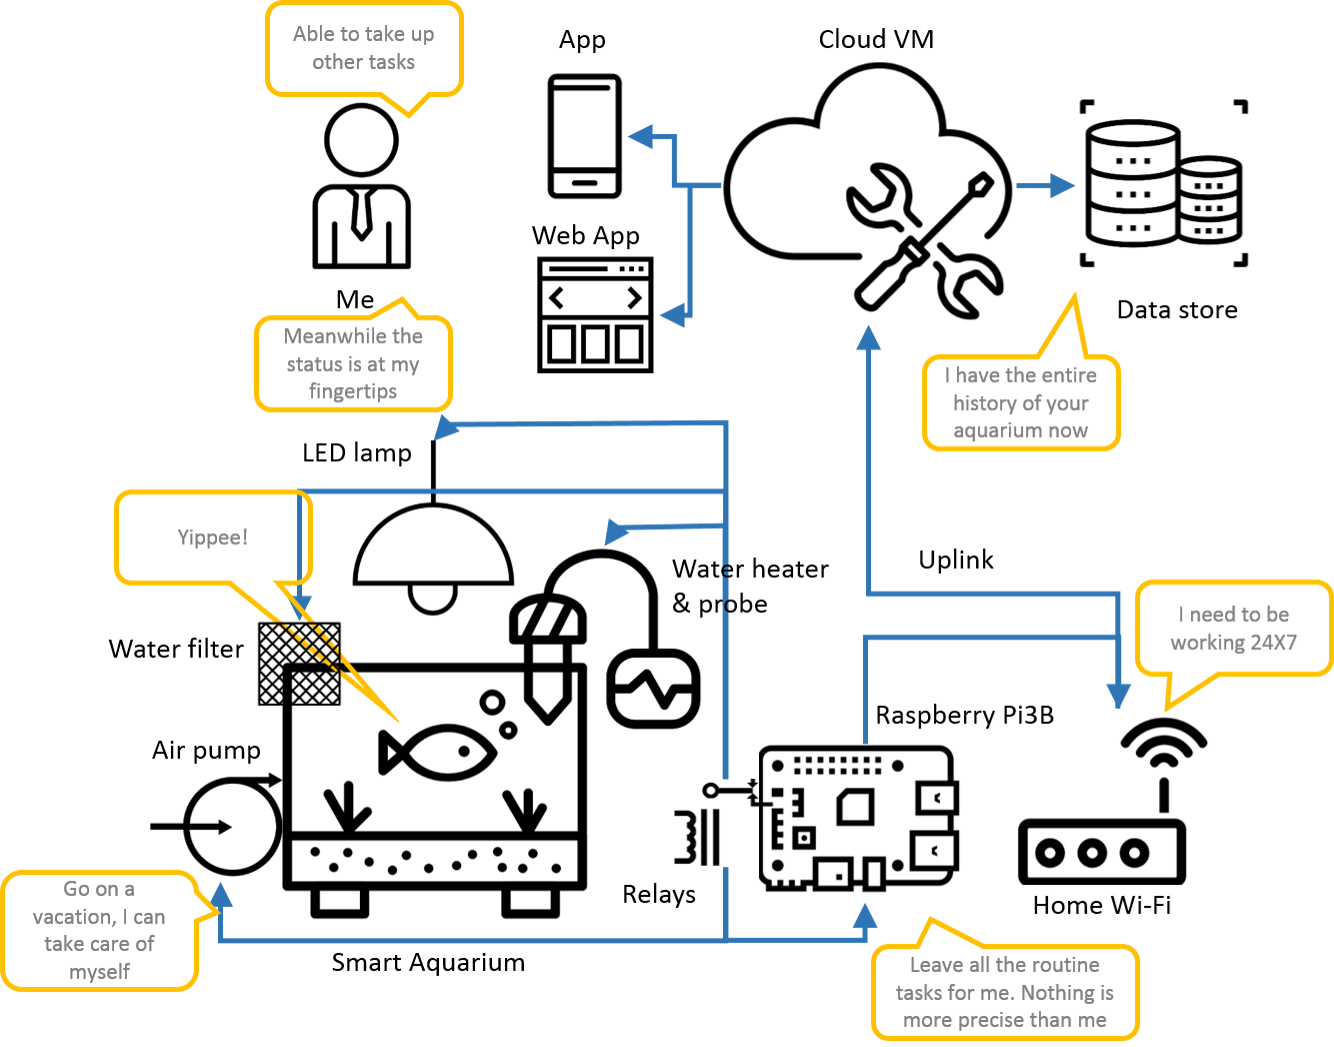 Able to take up
other tasks
App
Cloud VM
Web App
Me
Data store
Meanwhile the
status is at my
fingertips
I have the entire
history of your
aquarium now
LED lamp
Yippee!
Uplink
Water heater
& probe
I need to be
working 24X7
Water filter
Raspberry Pi3B
Air pump
Relays
Home Wi-Fi
Go on a
vacation, I can
take care of
myself
Smart Aquarium
Leave all the routine
tasks for me. Nothing is
more precise than me